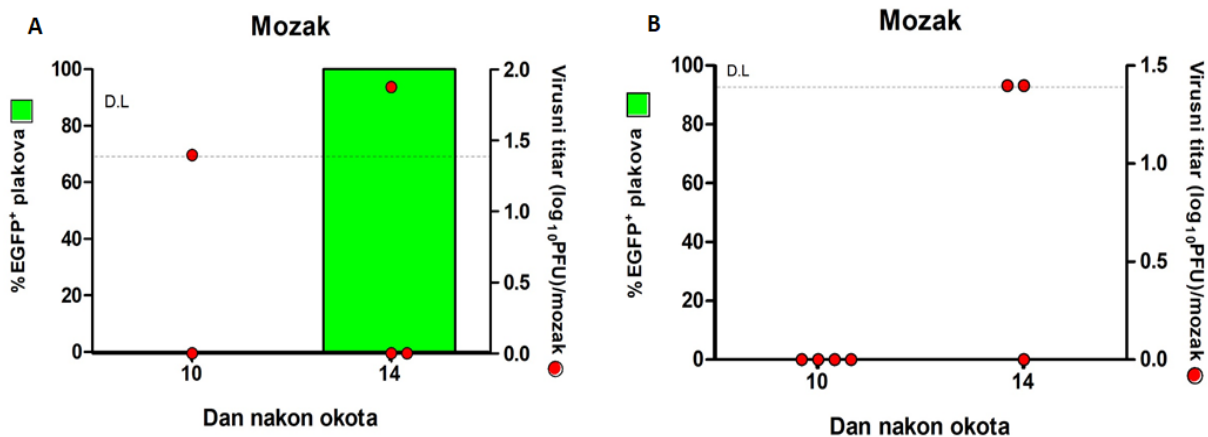 A
Mozak
%EGFP+ plakova
100
80
60
40
20
0
D.L
2.0
1.5
1.0
0.5
0.0
Virusni titar (log10PFU)/mozak
10 14
Dan nakon okota
B
Mozak
%EGFP+ plakova
100
80
60
40
20
0
D.L
1.5
1.0
0.5
0.0
Virusni titar (log10PFU)/mozak
10 14
Dan nakon okota